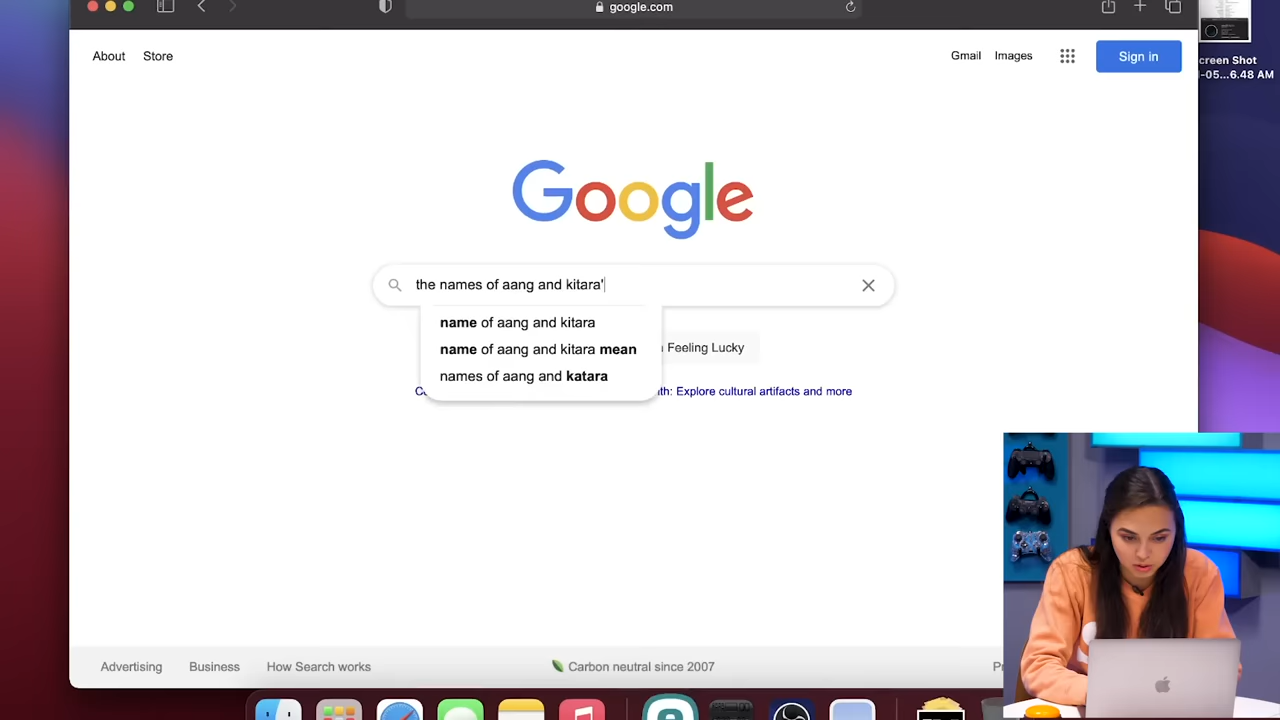 google.com
About Store Gmail Images Sign in
creen Shot
-05...6.48 AM
Google
the names of aang and kitara'
name of aang and kitara
name of aang and kitara mean
names of aang and katara
Feeling Lucky
: Explore cultural artifacts and more
Advertising Business How Search works Carbon neutral since 2007